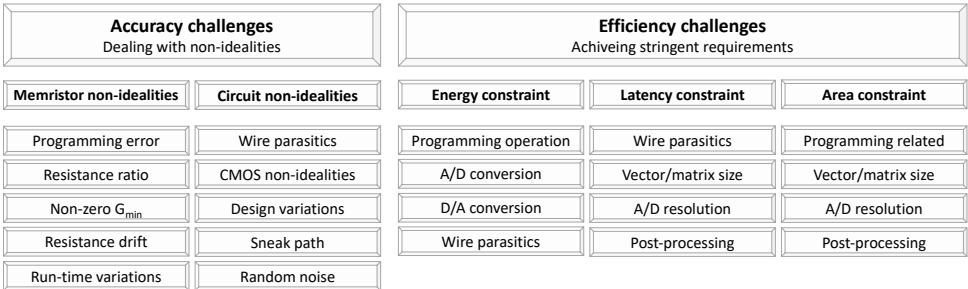 Accuracy challenges
Dealing with non-idealities
Efficiency challenges
Achiveing stringent requirements
Memristor non-idealities
Circuit non-idealities
Energy constraint
Latency constraint
Area constraint
Programming error
Wire parasitics
Programming operation
Wire parasitics
Programming related
Resistance ratio
CMOS non-idealities
A/D conversion
Vector/matrix size
Vector/matrix size
Non-zero Gmin
Design variations
D/A conversion
A/D resolution
A/D resolution
Resistance drift
Sneak path
Wire parasitics
Post-processing
Post-processing
Run-time variations
Random noise